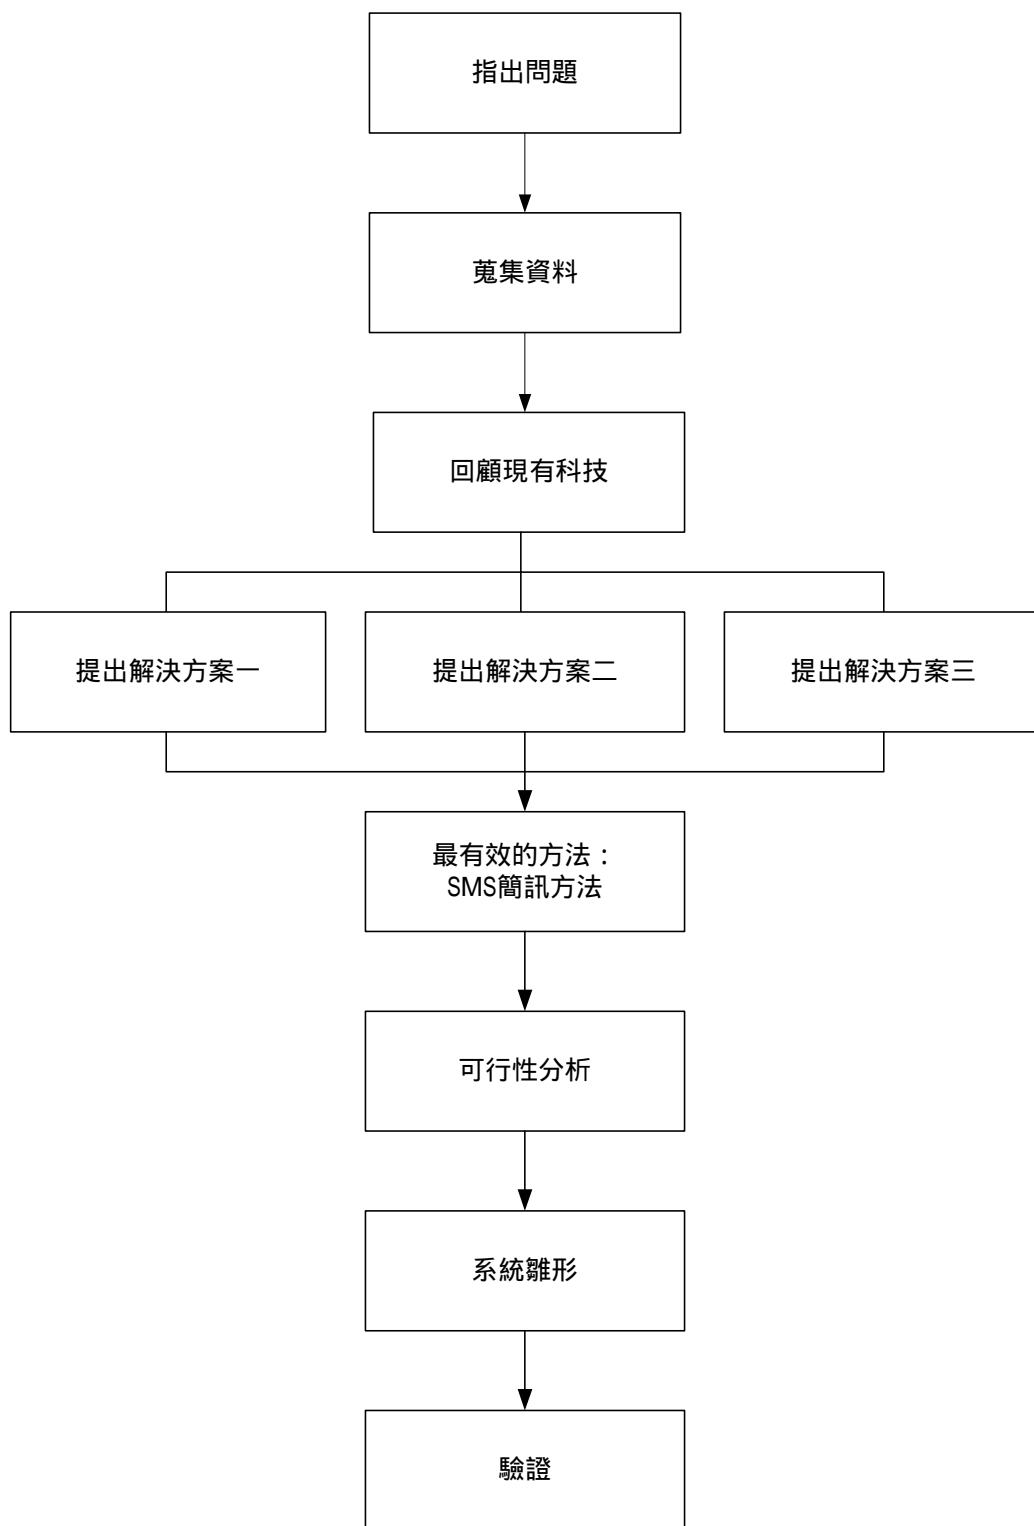 指出問題
蒐集資料
回顧現有科技
提出解決方案一
提出解決方案二
提出解決方案三
最有效的方法：
SMS簡訊方法
可行性分析
系統雛形
驗證